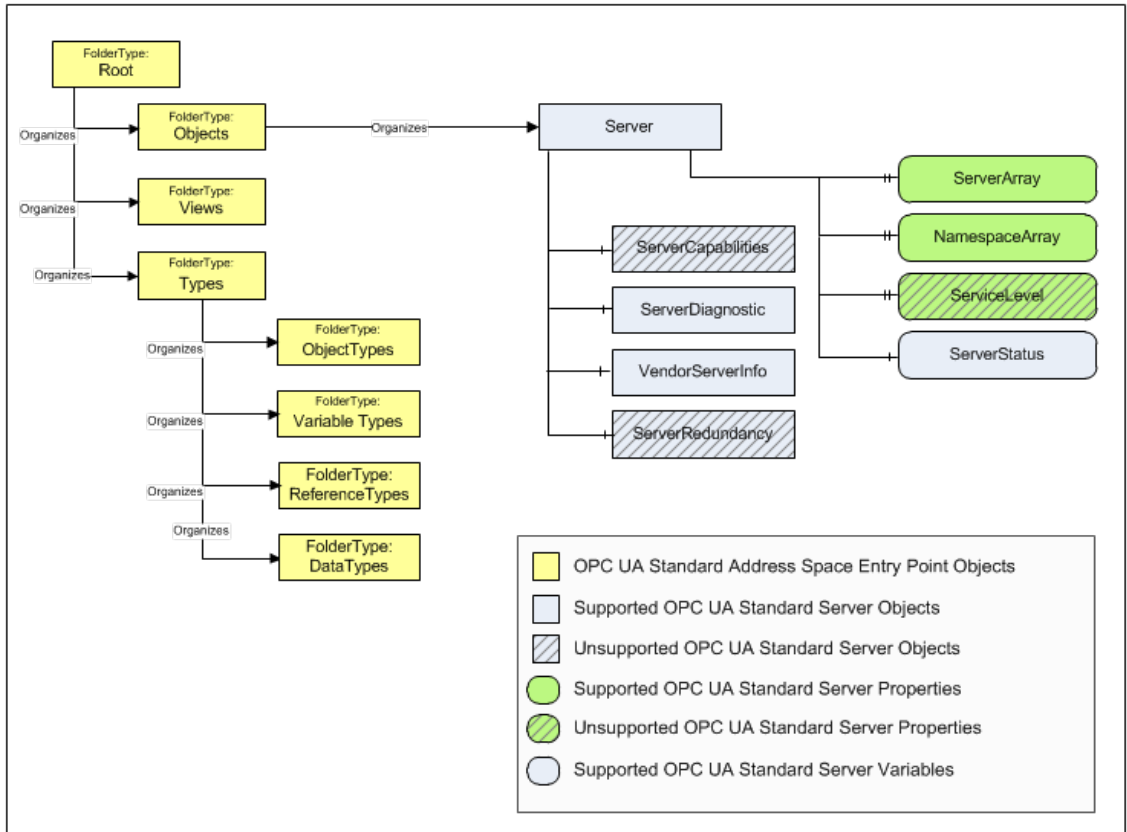 FolderType:
Root
Organizes
FolderType:
Objects
Organizes
Server
Organizes
FolderType:
Views
Organizes
FolderType:
Types
Organizes
FolderType:
ObjectTypes
Organizes
FolderType:
Variable Types
Organizes
FolderType:
ReferenceTypes
Organizes
FolderType:
DataTypes
ServerCapabilities
ServerDiagnostic
VendorServerInfo
ServerRedundancy
ServerArray
NamespaceArray
ServiceLevel
ServerStatus
OPC UA Standard Address Space Entry Point Objects
Supported OPC UA Standard Server Objects
Unsupported OPC UA Standard Server Objects
Supported OPC UA Standard Server Properties
Unsupported OPC UA Standard Server Properties
Supported OPC UA Standard Server Variables